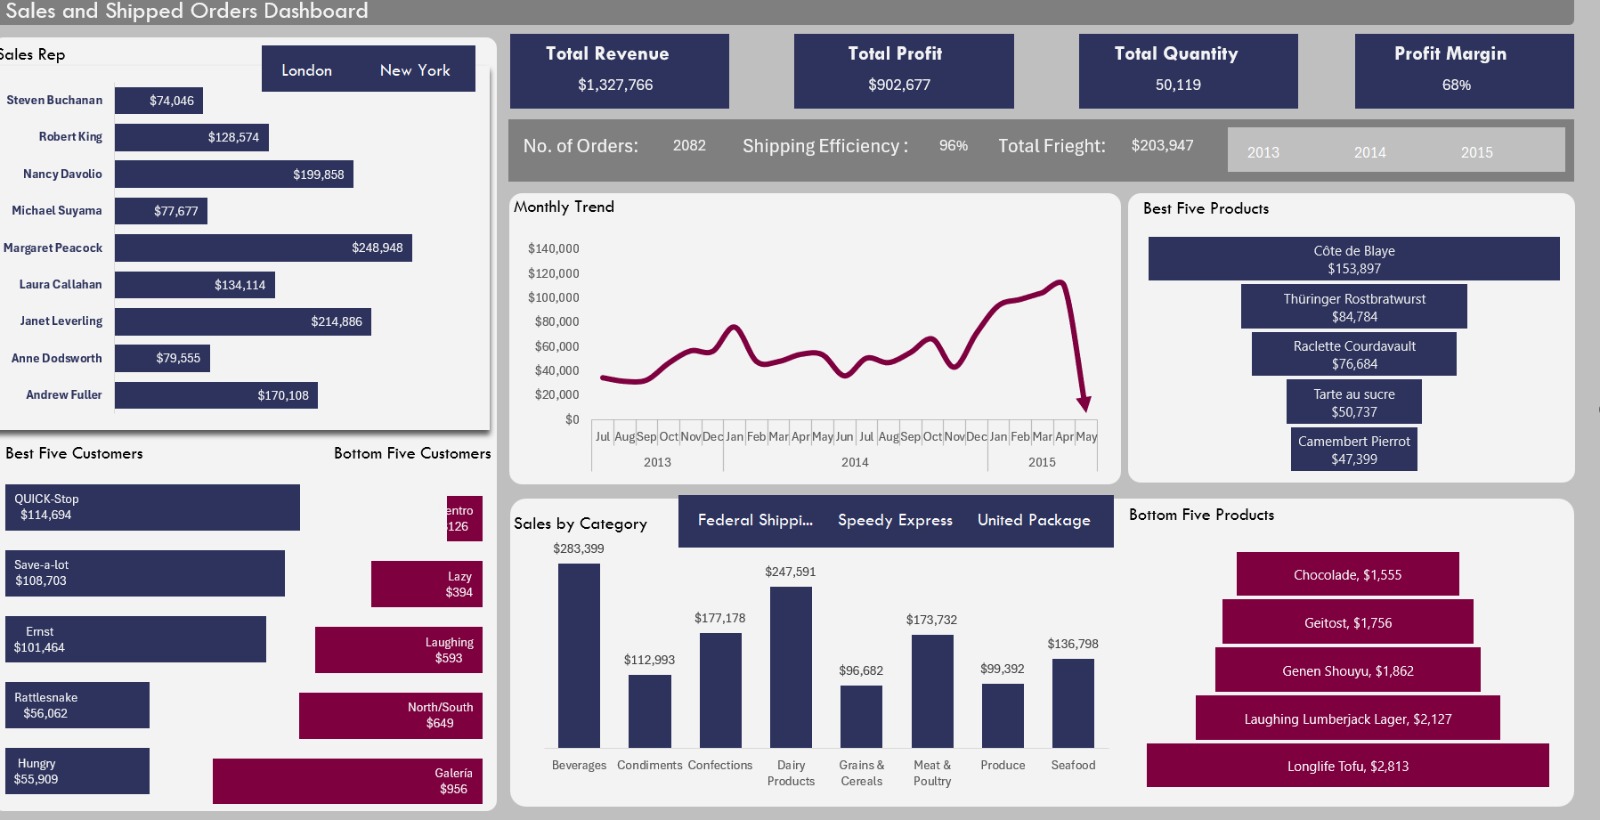 Sales and Shipped Orders Dashboard
Sales Rep
London
New York
Steven Buchanan
$74,046
Robert King
$128,574
Nancy Davolio
$199,858
Michael Suyama
$77,677
Margaret Peacock
$248,948
Laura Callahan
$134,114
Janet Leverling
$214,886
Anne Dodsworth
$79,555
Andrew Fuller
$170,108
Total Revenue
$1,327,766
Total Profit
$902,677
Total Quantity
50,119
Profit Margin
68%
No. of Orders:
2082
Shipping Efficiency :
96%
Total Frieght:
$203,947
2013
2014
2015
Monthly Trend
$140,000
$120,000
$100,000
$80,000
$60,000
$40,000
$20,000
$0
Jul Aug Sep Oct Nov Dec Jan Feb Mar Apr May Jun Jul Aug Sep Oct Nov Dec Jan Feb Mar Apr May
2013 2014 2015
Best Five Products
Côte de Blaye
$153,897
Thüringer Rostbratwurst
$84,784
Raclette Courdavault
$76,684
Tarte au sucre
$50,737
Camembert Pierrot
$47,399
Best Five Customers
QUICK-Stop
$114,694
Save-a-lot
$108,703
Ernst
$101,464
Rattlesnake
$56,062
Hungry
$55,909
Bottom Five Customers
entro
126
Lazy
$394
Laughing
$593
North/South
$649
Galería
$956
Sales by Category
Federal Shippi...
Speedy Express
United Package
$283,399
$112,993
$177,178
$247,591
$96,682
$173,732
$99,392
$136,798
Beverages
Condiments
Confections
Dairy
Products
Grains &
Cereals
Meat &
Poultry
Produce
Seafood
Bottom Five Products
Chocolade, $1,555
Geitost, $1,756
Genen Shouyu, $1,862
Laughing Lumberjack Lager, $2,127
Longlife Tofu, $2,813